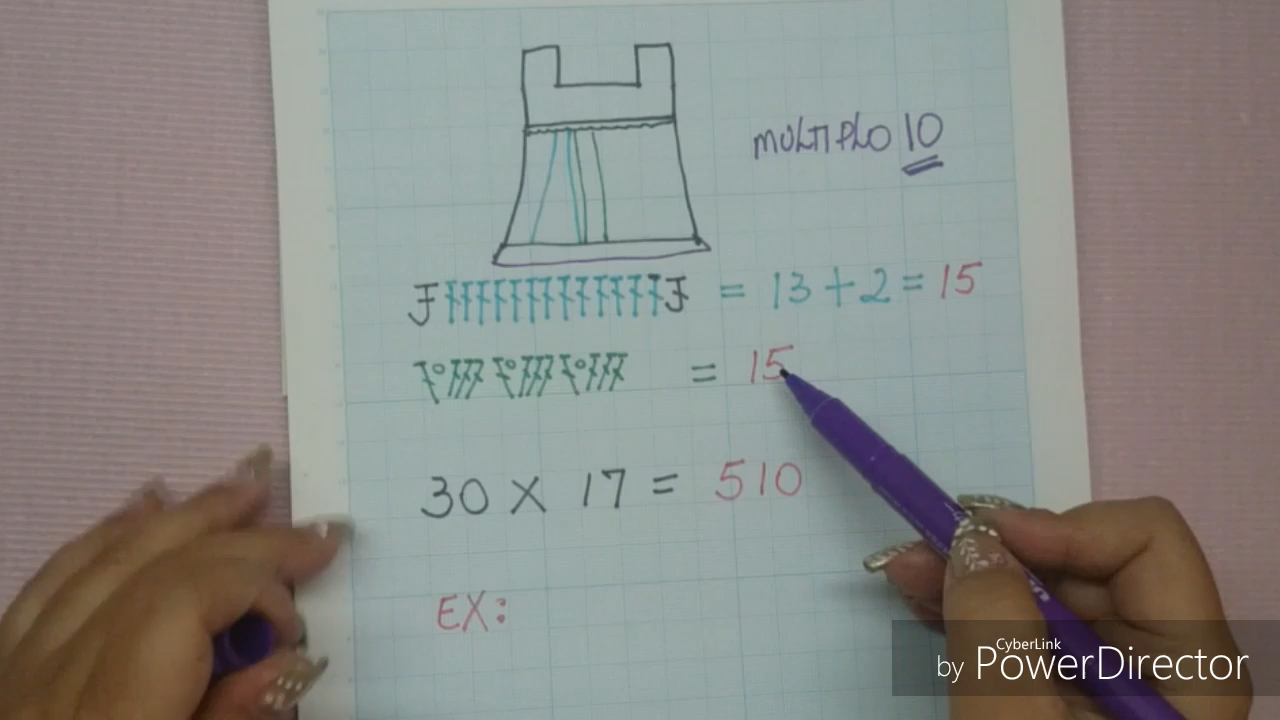 MULTIPLO 10
= 13 + 2 = 15
= 15
30 X 17 = 510
EX:
CyberLink
by PowerDirector